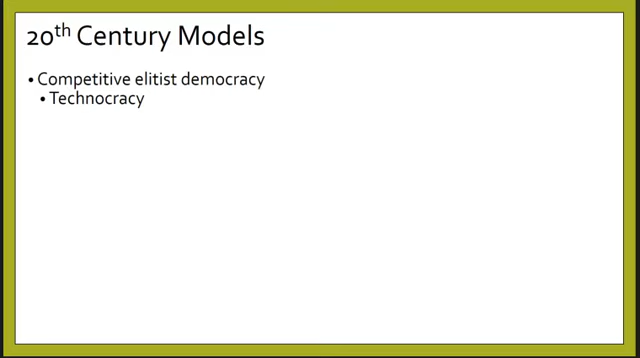 20th Century Models
• Competitive elitist democracy
• Technocracy